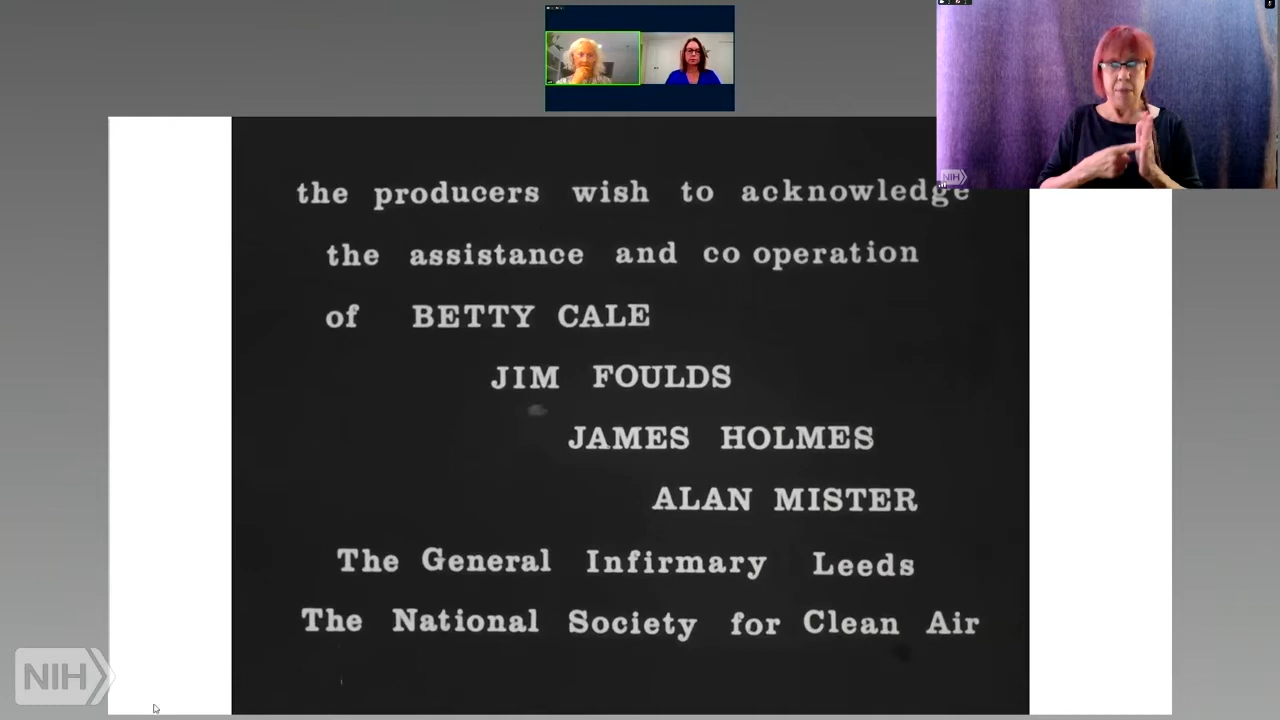 the producers wish to acknowledge
the assistance and co operation
of BETTY CALE
JIM FOULDS
JAMES HOLMES
ALAN MISTER
The General Infirmary Leeds
The National Society for Clean Air
NIH
NIH